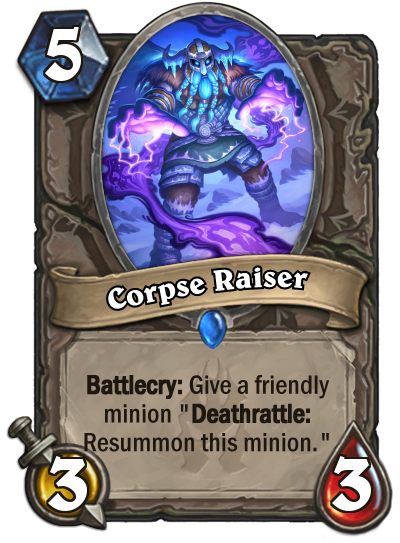 5
Corpse Raiser
Battlecry: Give a friendly
minion "Deathrattle:
Resummon this minion."
3 3